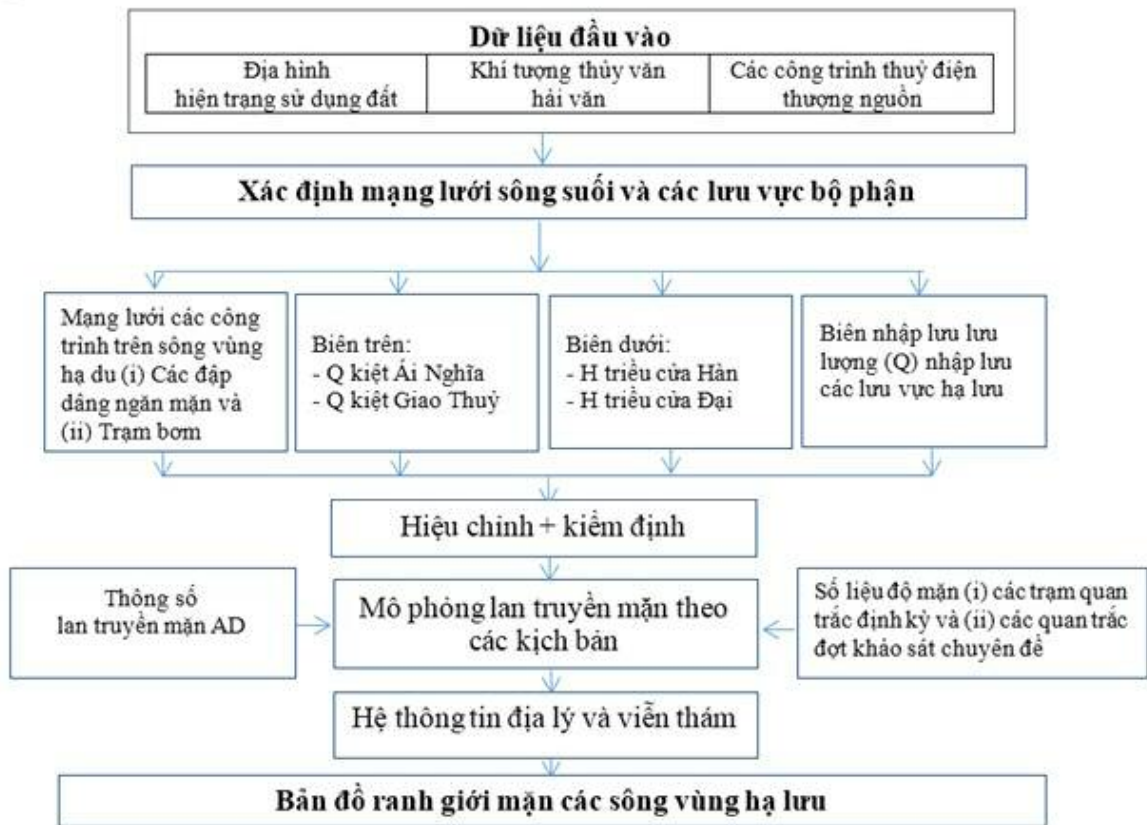 Dữ liệu đầu vào
Địa hình
hiện trạng sử dụng đất
Khí tượng thủy văn
hải văn
Các công trình thuỷ điện
thượng nguồn
Xác định mạng lưới sông suối và các lưu vực bộ phận
Mạng lưới các công
trình trên sông vùng
hạ du (i) Các đập
dâng ngăn mặn và
(ii) Trạm bơm
Biên trên:
- Q kiệt Ái Nghĩa
- Q kiệt Giao Thuỷ
Biên dưới:
- H triều cửa Hàn
- H triều cửa Đại
Biên nhập lưu lưu
lượng (Q) nhập lưu
các lưu vực hạ lưu
Hiệu chỉnh + kiểm định
Thông số
lan truyền mặn AD
Mô phỏng lan truyền mặn theo
các kịch bản
Số liệu độ mặn (i) các trạm quan
trắc định kỳ và (ii) các quan trắc
đợt khảo sát chuyên đề
Hệ thông tin địa lý và viễn thám
Bản đồ ranh giới mặn các sông vùng hạ lưu